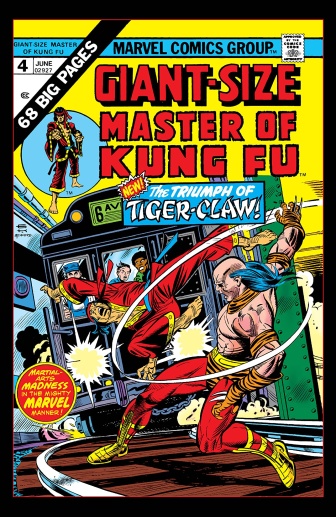 GIANT-SIZE MASTER
OF KUNG FU
4 JUNE
02927
68 BIG PAGES
MARVEL COMICS GROUP™
APPROVED
BY THE
COMICS
CODE
AUTHORITY
GIANT-SIZE
MASTER OF
KUNG FU™
NEW!
THE TRIUMPH OF
TIGER-CLAW!
6 AV
MARTIAL
ARTS
MADNESS
IN THE MIGHTY
MARVEL
MANNER!